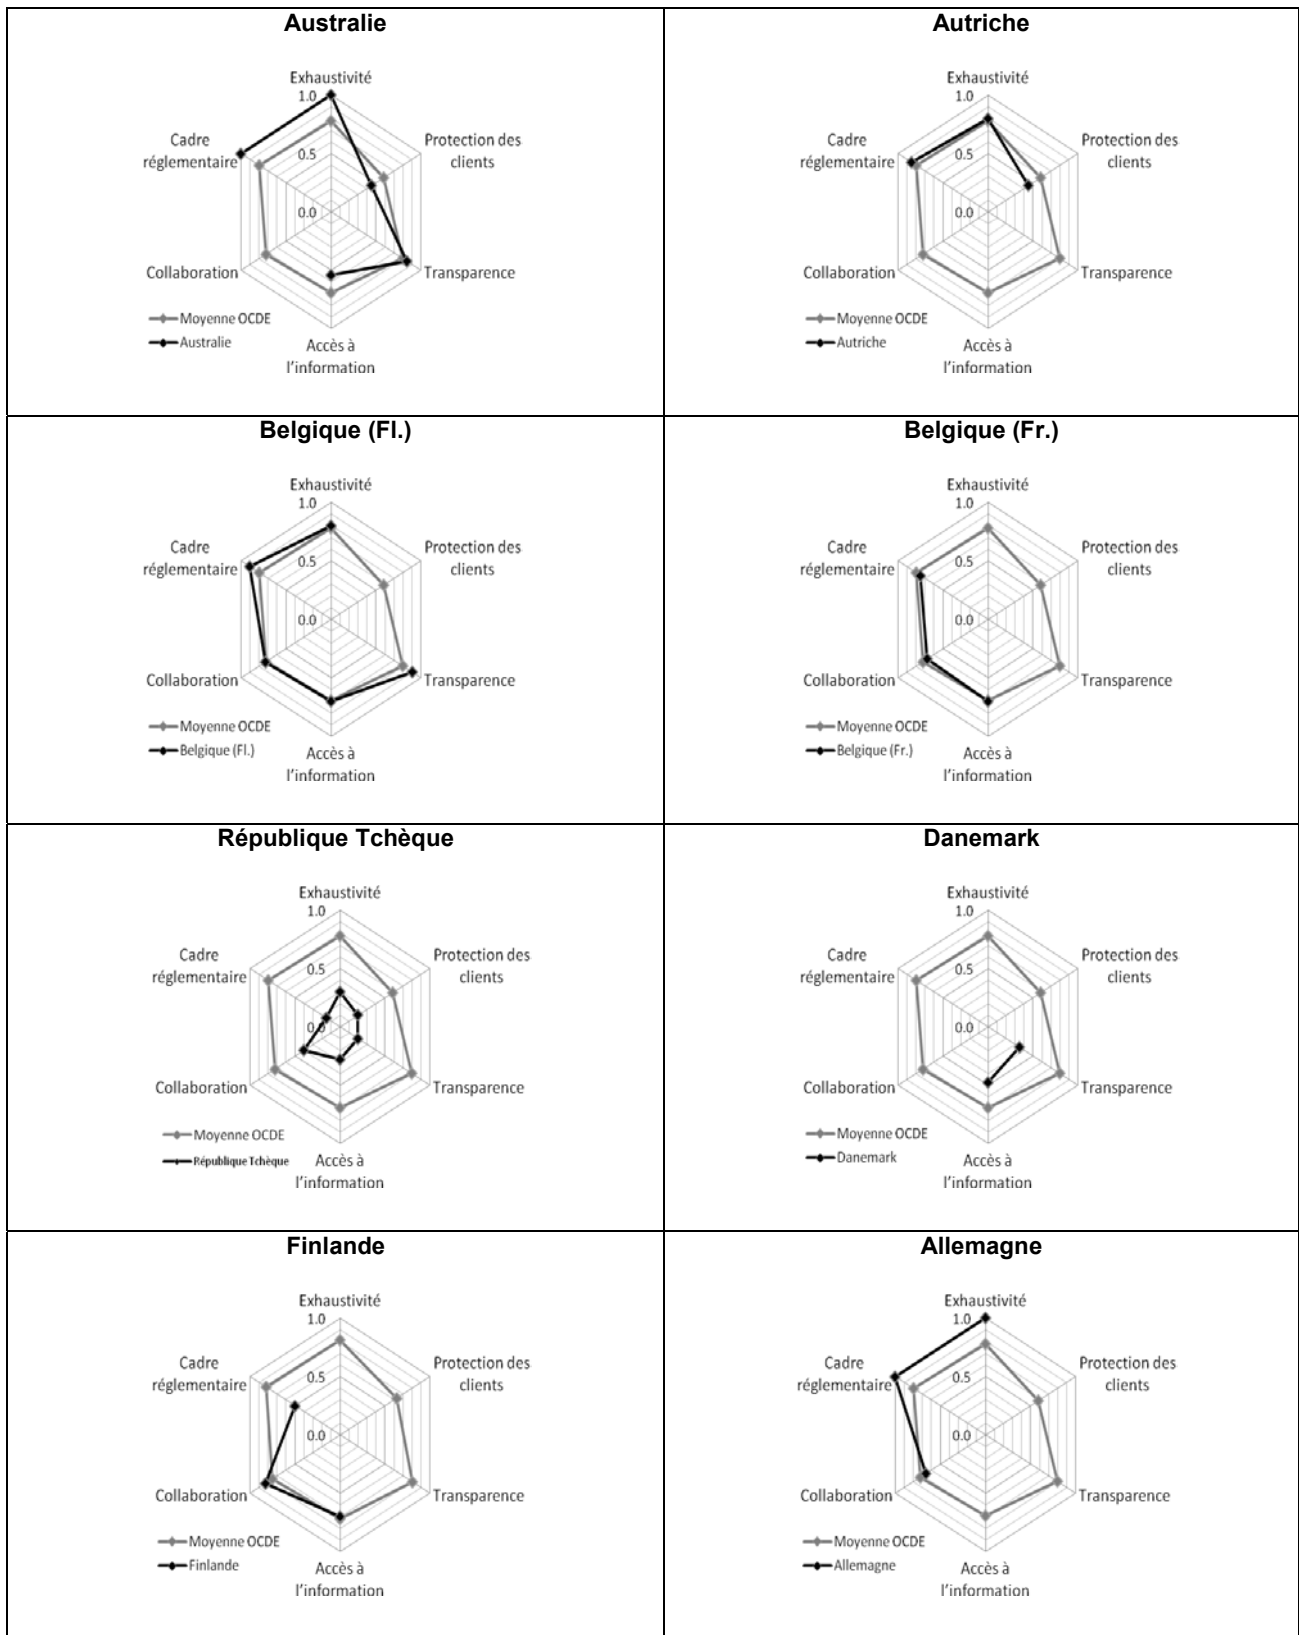 Australie
Exhaustivité
1.0
Cadre
réglementaire
Protection des
clients
0.5
0.0
Collaboration
Transparence
Moyenne OCDE
Australie
Accès à
l'information
Autriche
Exhaustivité
1.0
Cadre
réglementaire
Protection des
clients
0.5
0.0
Collaboration
Transparence
Moyenne OCDE
Autriche
Accès à
l'information
Belgique (Fl.)
Exhaustivité
1.0
Cadre
réglementaire
Protection des
clients
0.5
0.0
Collaboration
Transparence
Moyenne OCDE
Belgique (Fl.)
Accès à
l'information
Belgique (Fr.)
Exhaustivité
1.0
Cadre
réglementaire
Protection des
clients
0.5
0.0
Collaboration
Transparence
Moyenne OCDE
Belgique (Fr.)
Accès à
l'information
République Tchèque
Exhaustivité
1.0
Cadre
réglementaire
Protection des
clients
0.5
0.0
Collaboration
Transparence
Moyenne OCDE
République Tchèque
Accès à
l'information
Danemark
Exhaustivité
1.0
Cadre
réglementaire
Protection des
clients
0.5
0.0
Collaboration
Transparence
Moyenne OCDE
Danemark
Accès à
l'information
Finlande
Exhaustivité
1.0
Cadre
réglementaire
Protection des
clients
0.5
0.0
Collaboration
Transparence
Moyenne OCDE
Finlande
Accès à
l'information
Allemagne
Exhaustivité
1.0
Cadre
réglementaire
Protection des
clients
0.5
0.0
Collaboration
Transparence
Moyenne OCDE
Allemagne
Accès à
l'information